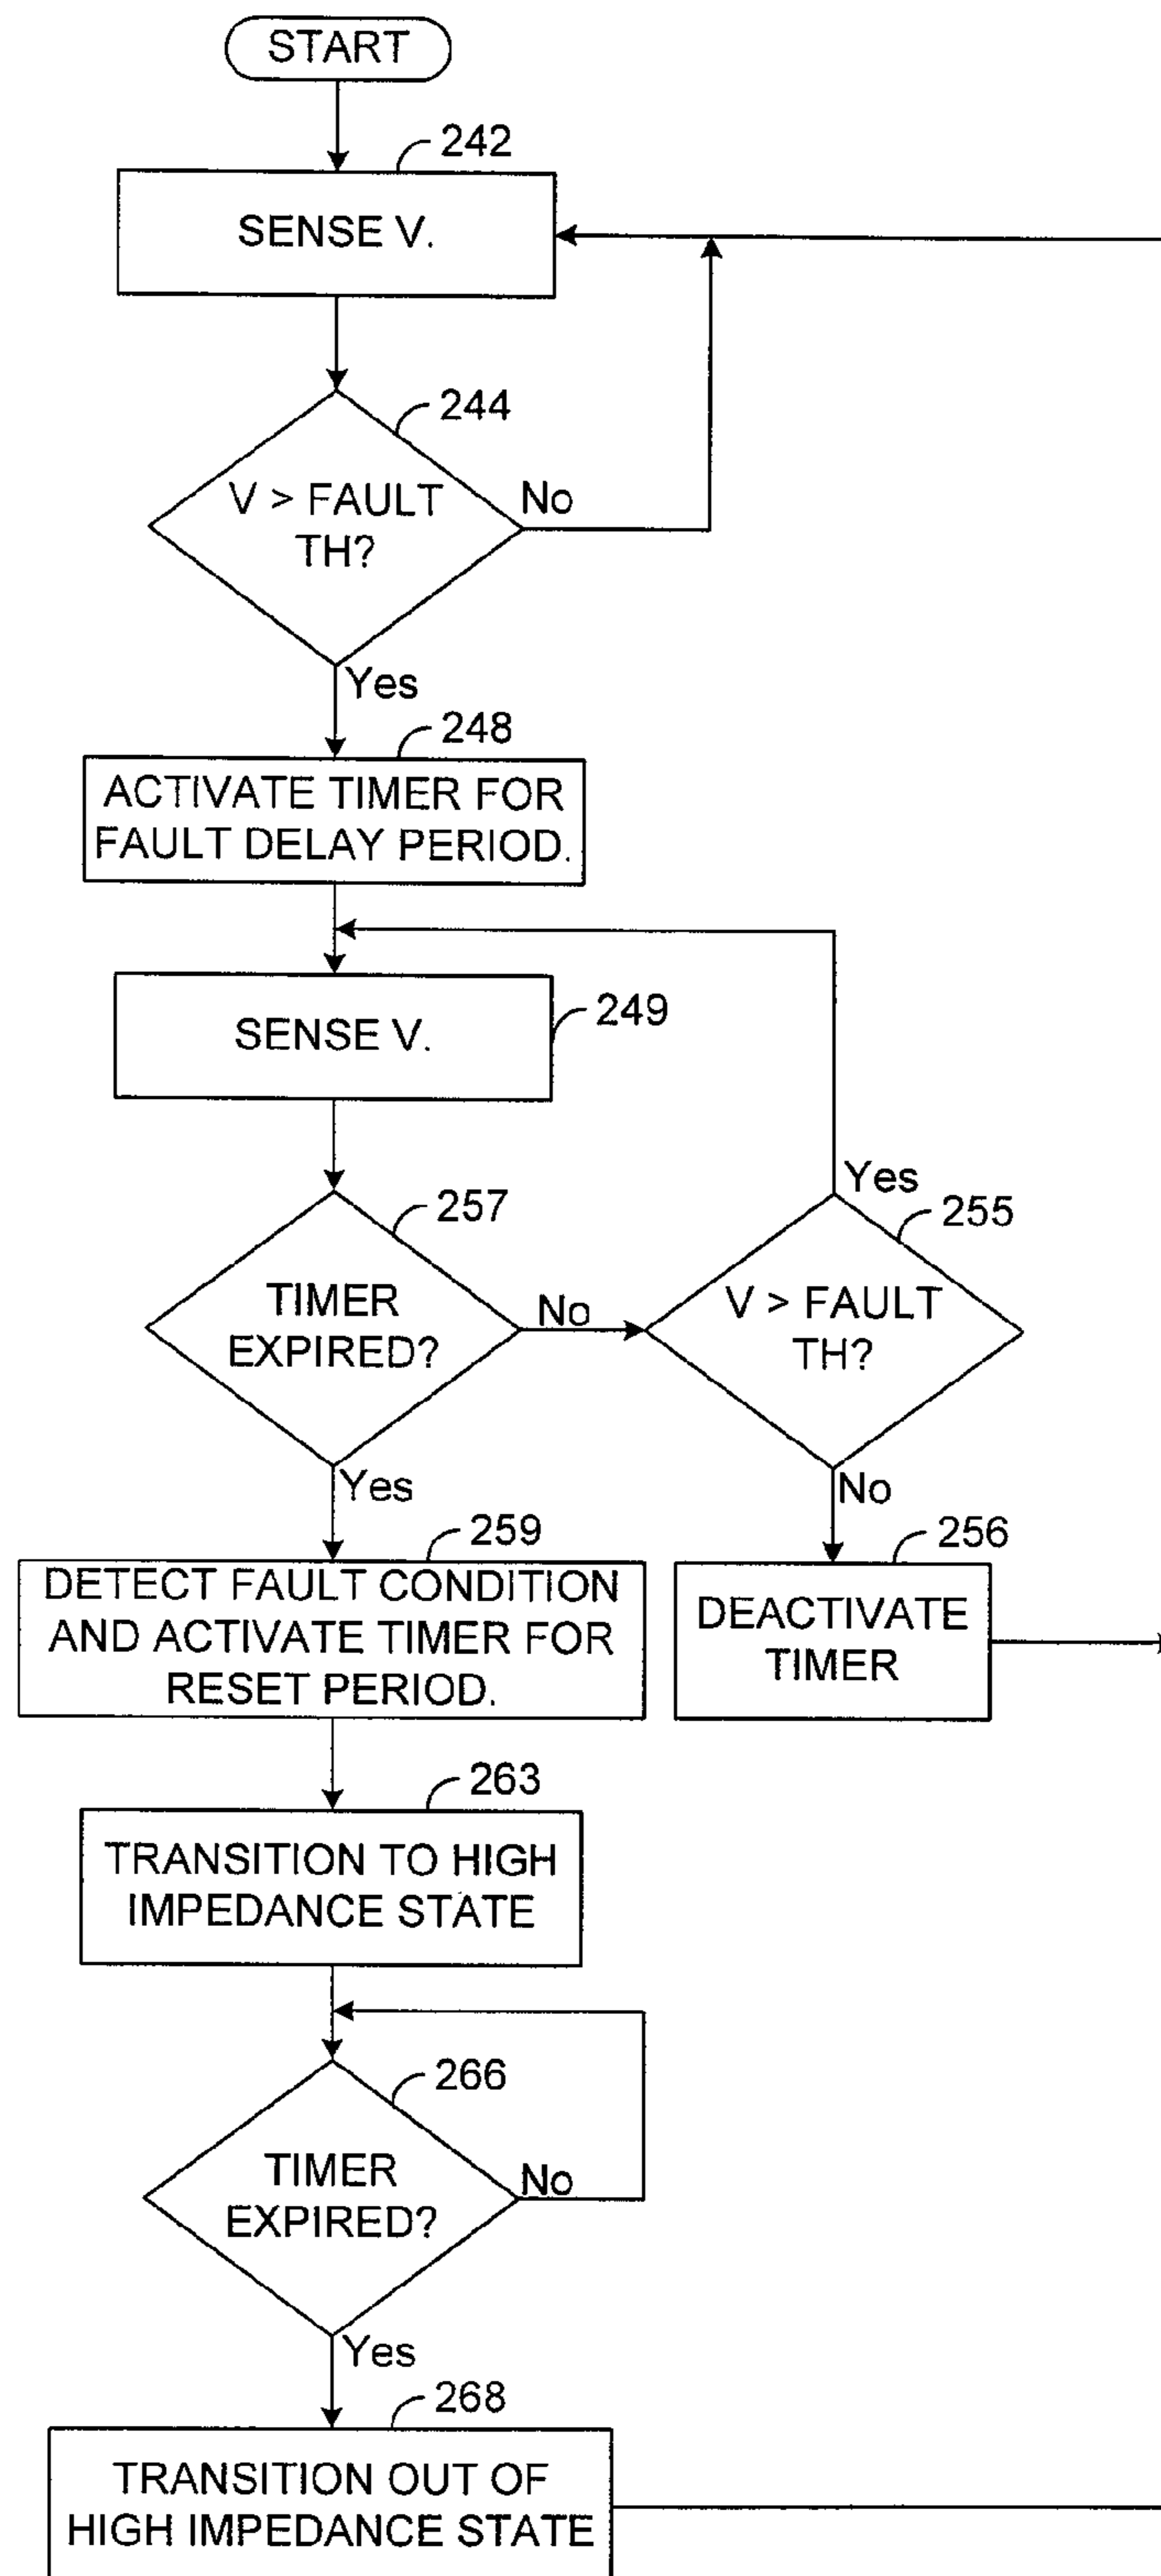 START
242
SENSE V.
244
V > FAULT
TH?
No
Yes
248
ACTIVATE TIMER FOR
FAULT DELAY PERIOD.
249
SENSE V.
257
TIMER
EXPIRED?
No
Yes
255
V > FAULT
TH?
Yes
No
259
DETECT FAULT CONDITION
AND ACTIVATE TIMER FOR
RESET PERIOD.
256
DEACTIVATE
TIMER
263
TRANSITION TO HIGH
IMPEDANCE STATE
266
TIMER
EXPIRED?
No
Yes
268
TRANSITION OUT OF
HIGH IMPEDANCE STATE